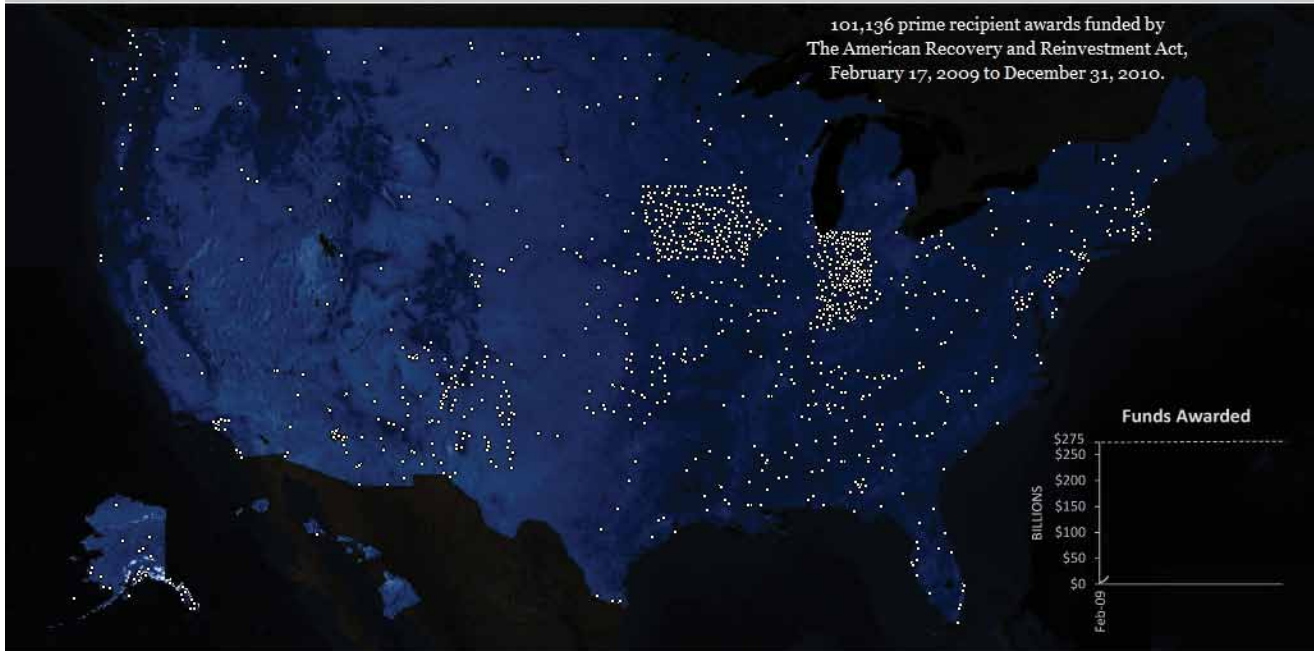 101,136 prime recipient awards funded by
The American Recovery and Reinvestment Act,
February 17, 2009 to December 31, 2010.
Funds Awarded
$275
$250
$200
$150
$100
$50
$0
BILLIONS
Feb-09